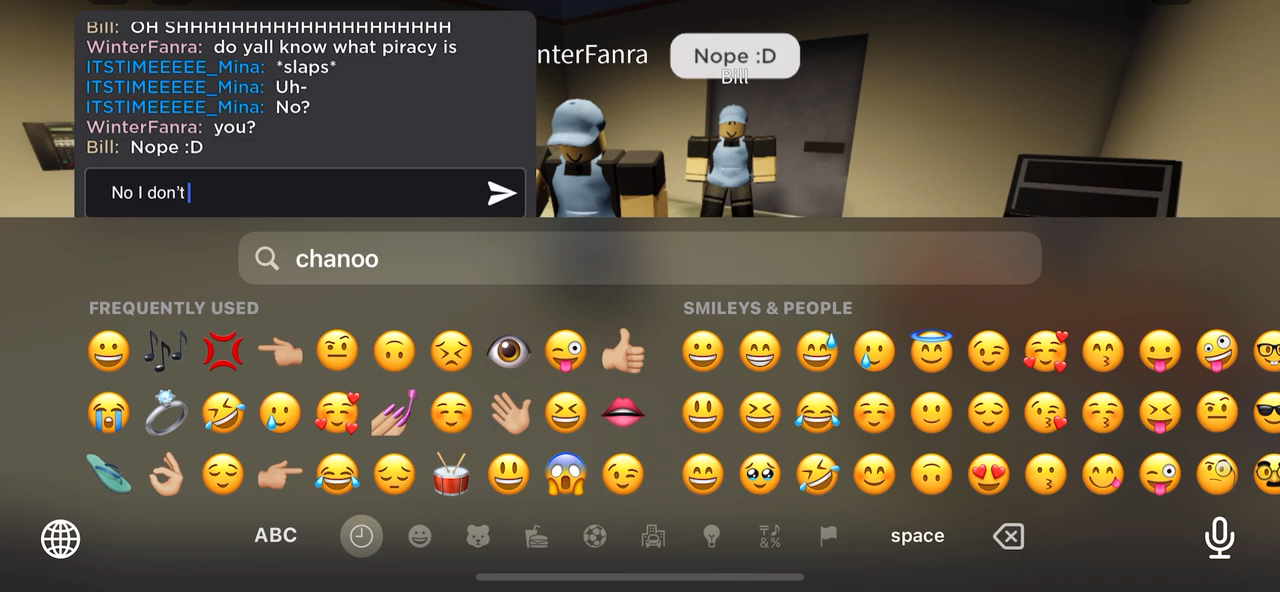 Bill: OH SHHHHHHHHHHHHHHHHHHHH
WinterFanra: do yall know what piracy is
ITSTIMEEEEE_Mina: *slaps*
ITSTIMEEEEE_Mina: Uh-
ITSTIMEEEEE_Mina: No?
WinterFanra: you?
Bill: Nope :D
No I don't
nterFanra
Nope :D
Bill
chanoo
FREQUENTLY USED
SMILEYS & PEOPLE
ABC
space